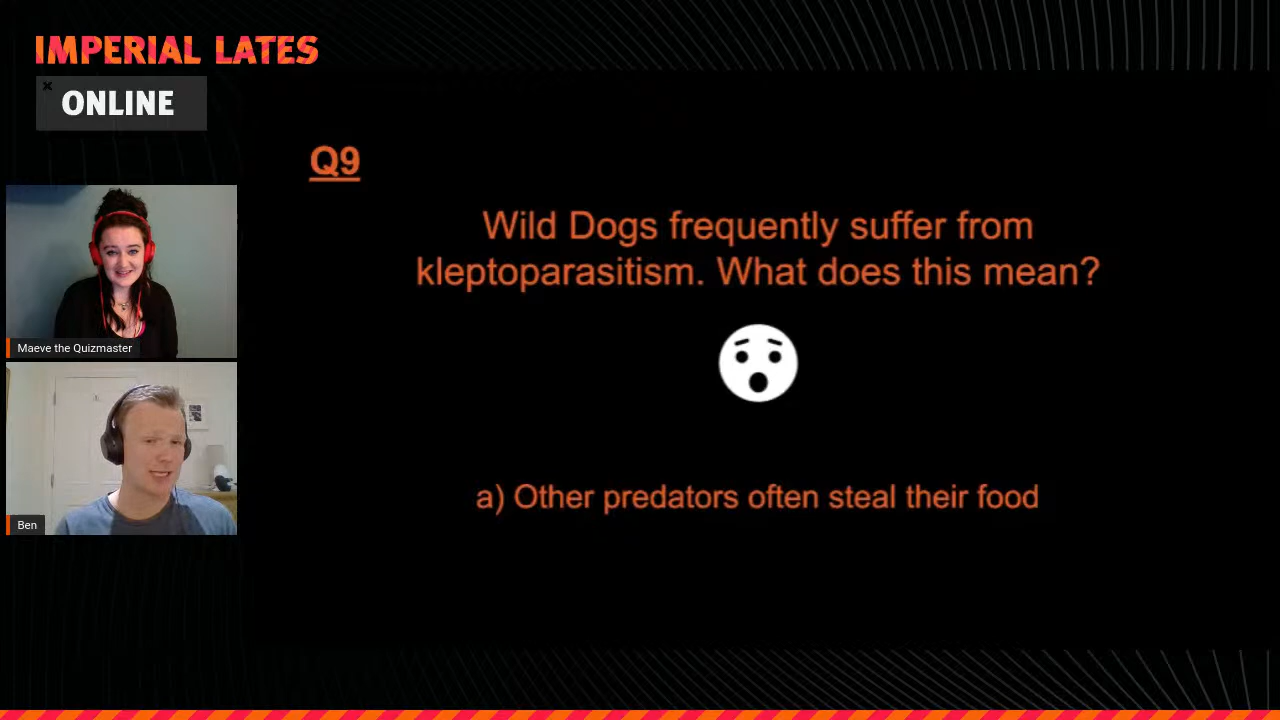 IMPERIAL LATES
ONLINE
Q9
Wild Dogs frequently suffer from
kleptoparasitism. What does this mean?
a) Other predators often steal their food
Maeve the Quizmaster
Ben